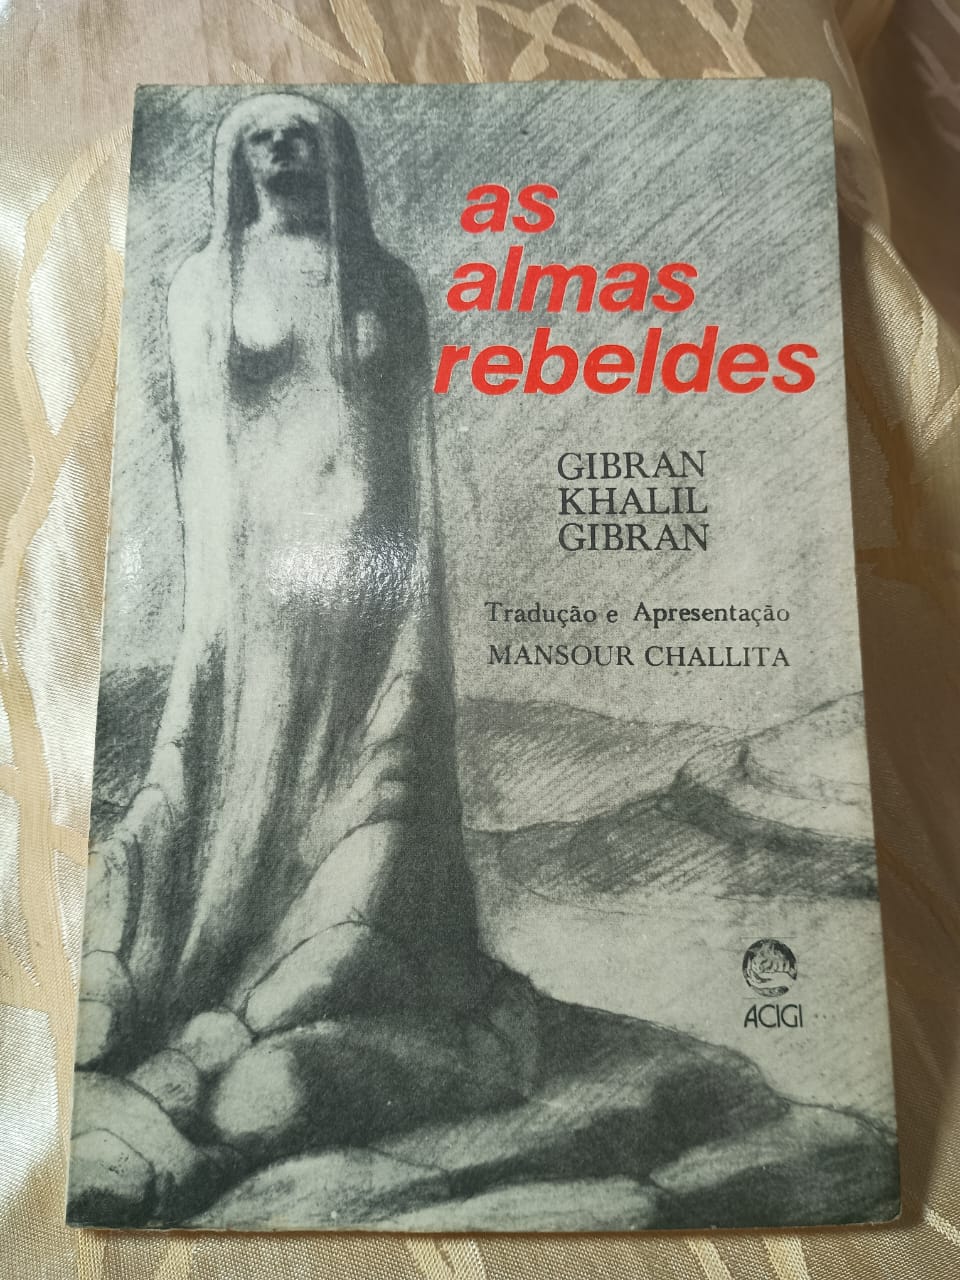 as
almas
rebeldes
GIBRAN
KHALIL
GIBRAN
Tradução e Apresentação
MANSOUR CHALLITA
ACIGI